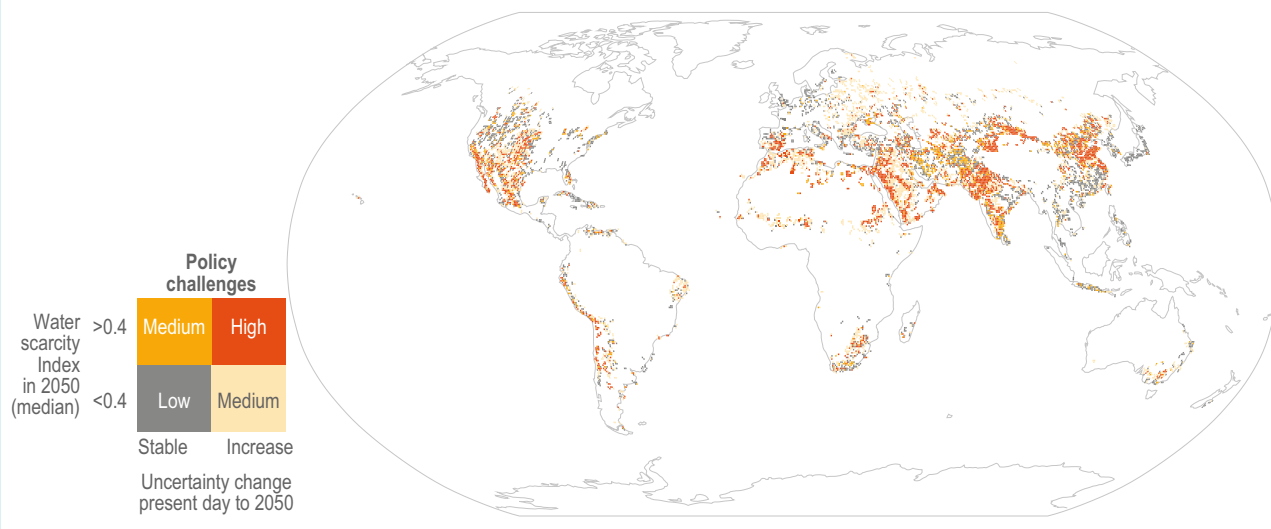 Policy
challenges
Water
scarcity
Index
in 2050
(median)
>0.4
Medium
High
<0.4
Low
Medium
Stable
Increase
Uncertainty change
present day to 2050